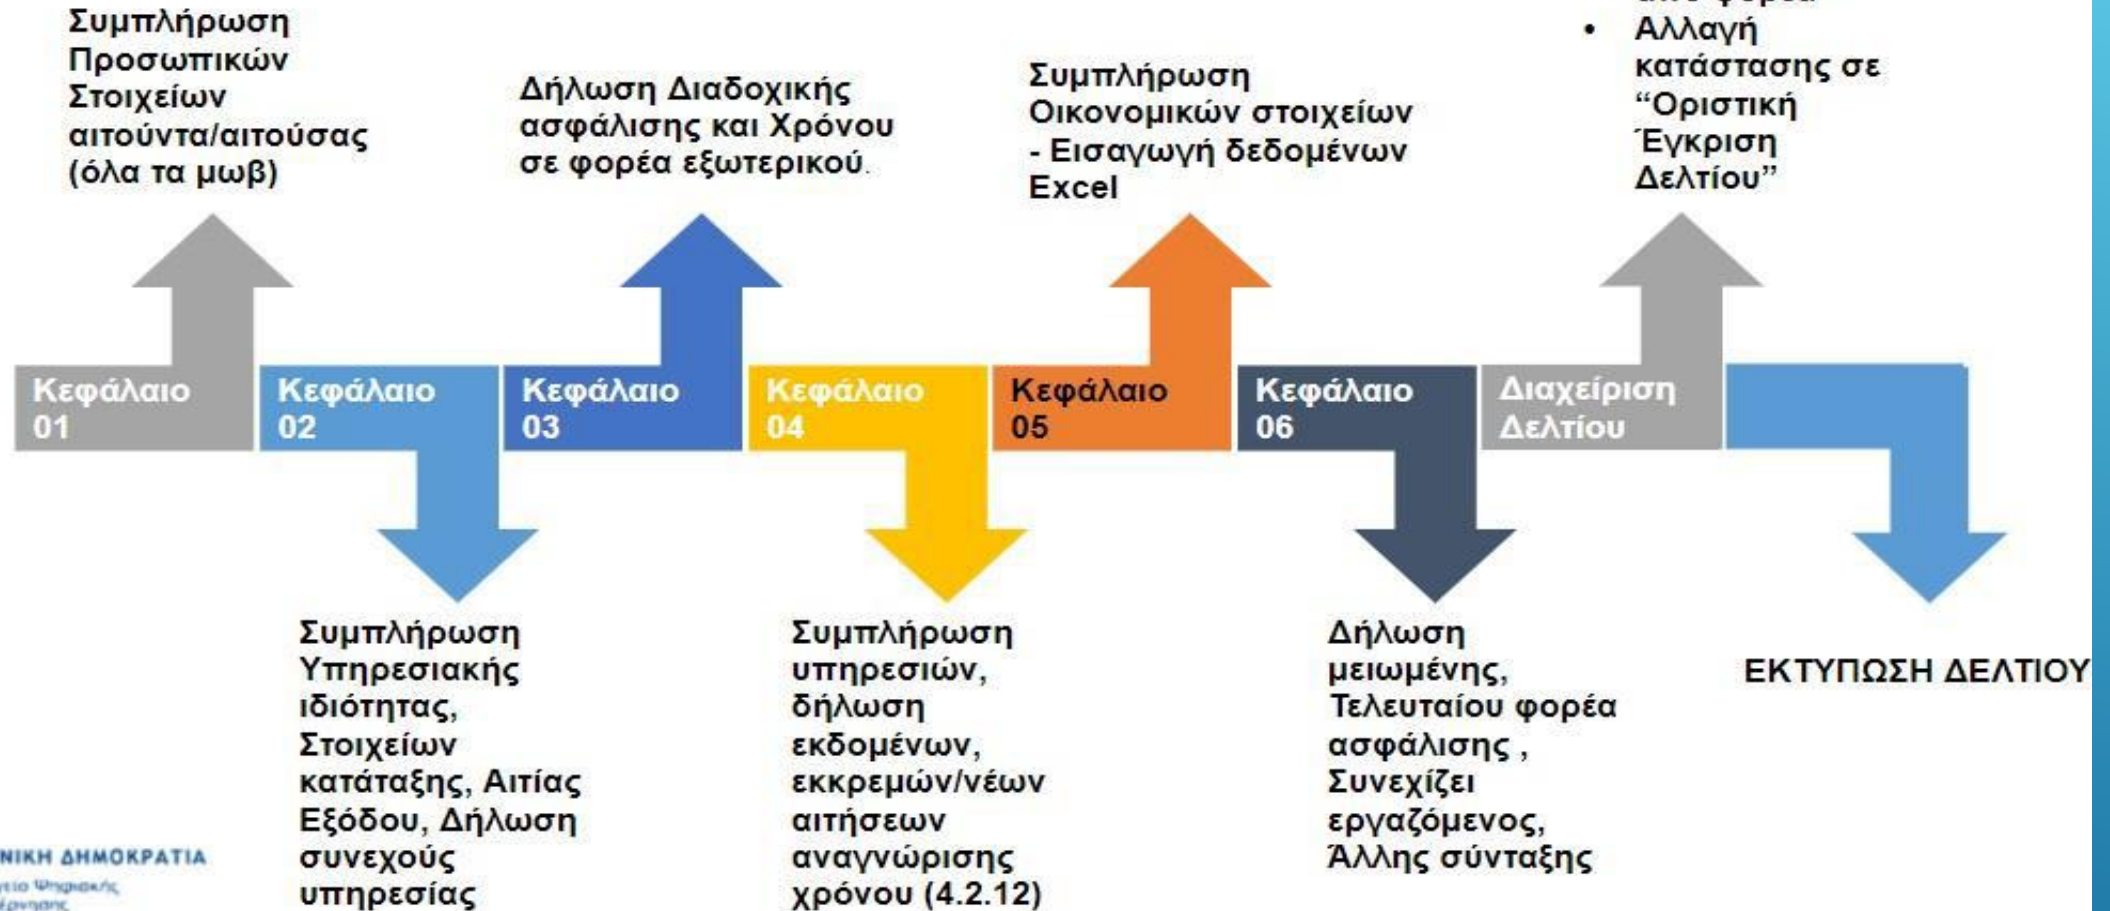 Συμπλήρωση
Προσωπικών
Στοιχείων
αιτούντα/αιτούσας
(όλα τα μωβ)
Δήλωση Διαδοχικής
ασφάλισης και Χρόνου
σε φορέα εξωτερικού.
Συμπλήρωση
Οικονομικών στοιχείων
- Εισαγωγή δεδομένων
Excel
• Αλλαγή
κατάστασης σε
“Οριστική
Έγκριση
Δελτίου”
Κεφάλαιο
01
Κεφάλαιο
02
Κεφάλαιο
03
Κεφάλαιο
04
Κεφάλαιο
05
Κεφάλαιο
06
Διαχείριση
Δελτίου
Συμπλήρωση
Υπηρεσιακής
ιδιότητας,
Στοιχείων
κατάταξης, Αιτίας
Εξόδου, Δήλωση
συνεχούς
υπηρεσίας
Συμπλήρωση
υπηρεσιών,
δήλωση
εκδομένων,
εκκρεμών/νέων
αιτήσεων
αναγνώρισης
χρόνου (4.2.12)
Δήλωση
μειωμένης,
Τελευταίου φορέα
ασφάλισης ,
Συνεχίζει
εργαζόμενος,
Άλλης σύνταξης
ΕΚΤΥΠΩΣΗ ΔΕΛΤΙΟΥ
ΝΙΚΗ ΔΗΜΟΚΡΑΤΙΑ
Ψηφιακής